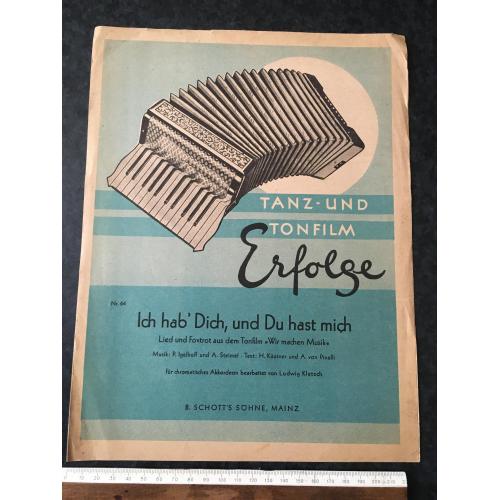 TANZ-UND
TONFILM
Erfolge
Nr. 64
Ich hab' Dich, und Du hast mich
Lied und Foxtrot aus dem Tonfilm »Wir machen Musik«
Musik: P. Igelhoff und A. Steimel · Text: H. Käutner und A. von Pinelli
für chromatisches Akkordeon bearbeitet von Ludwig Kletsch
B. SCHOTT'S SÖHNE, MAINZ